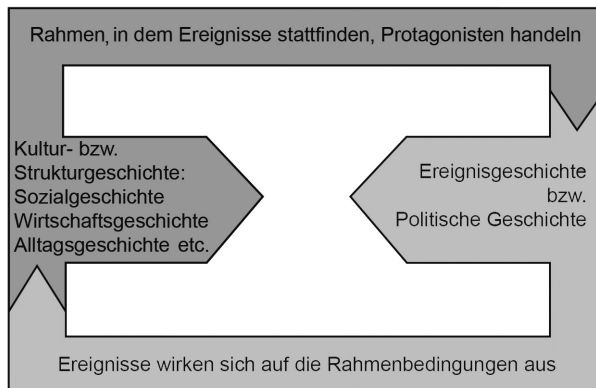 Rahmen, in dem Ereignisse stattfinden, Protagonisten handeln
Kultur- bzw.
Strukturgeschichte:
Sozialgeschichte
Wirtschaftsgeschichte
Alltagsgeschichte etc.
Ereignisgeschichte
bzw.
Politische Geschichte
Ereignisse wirken sich auf die Rahmenbedingungen aus